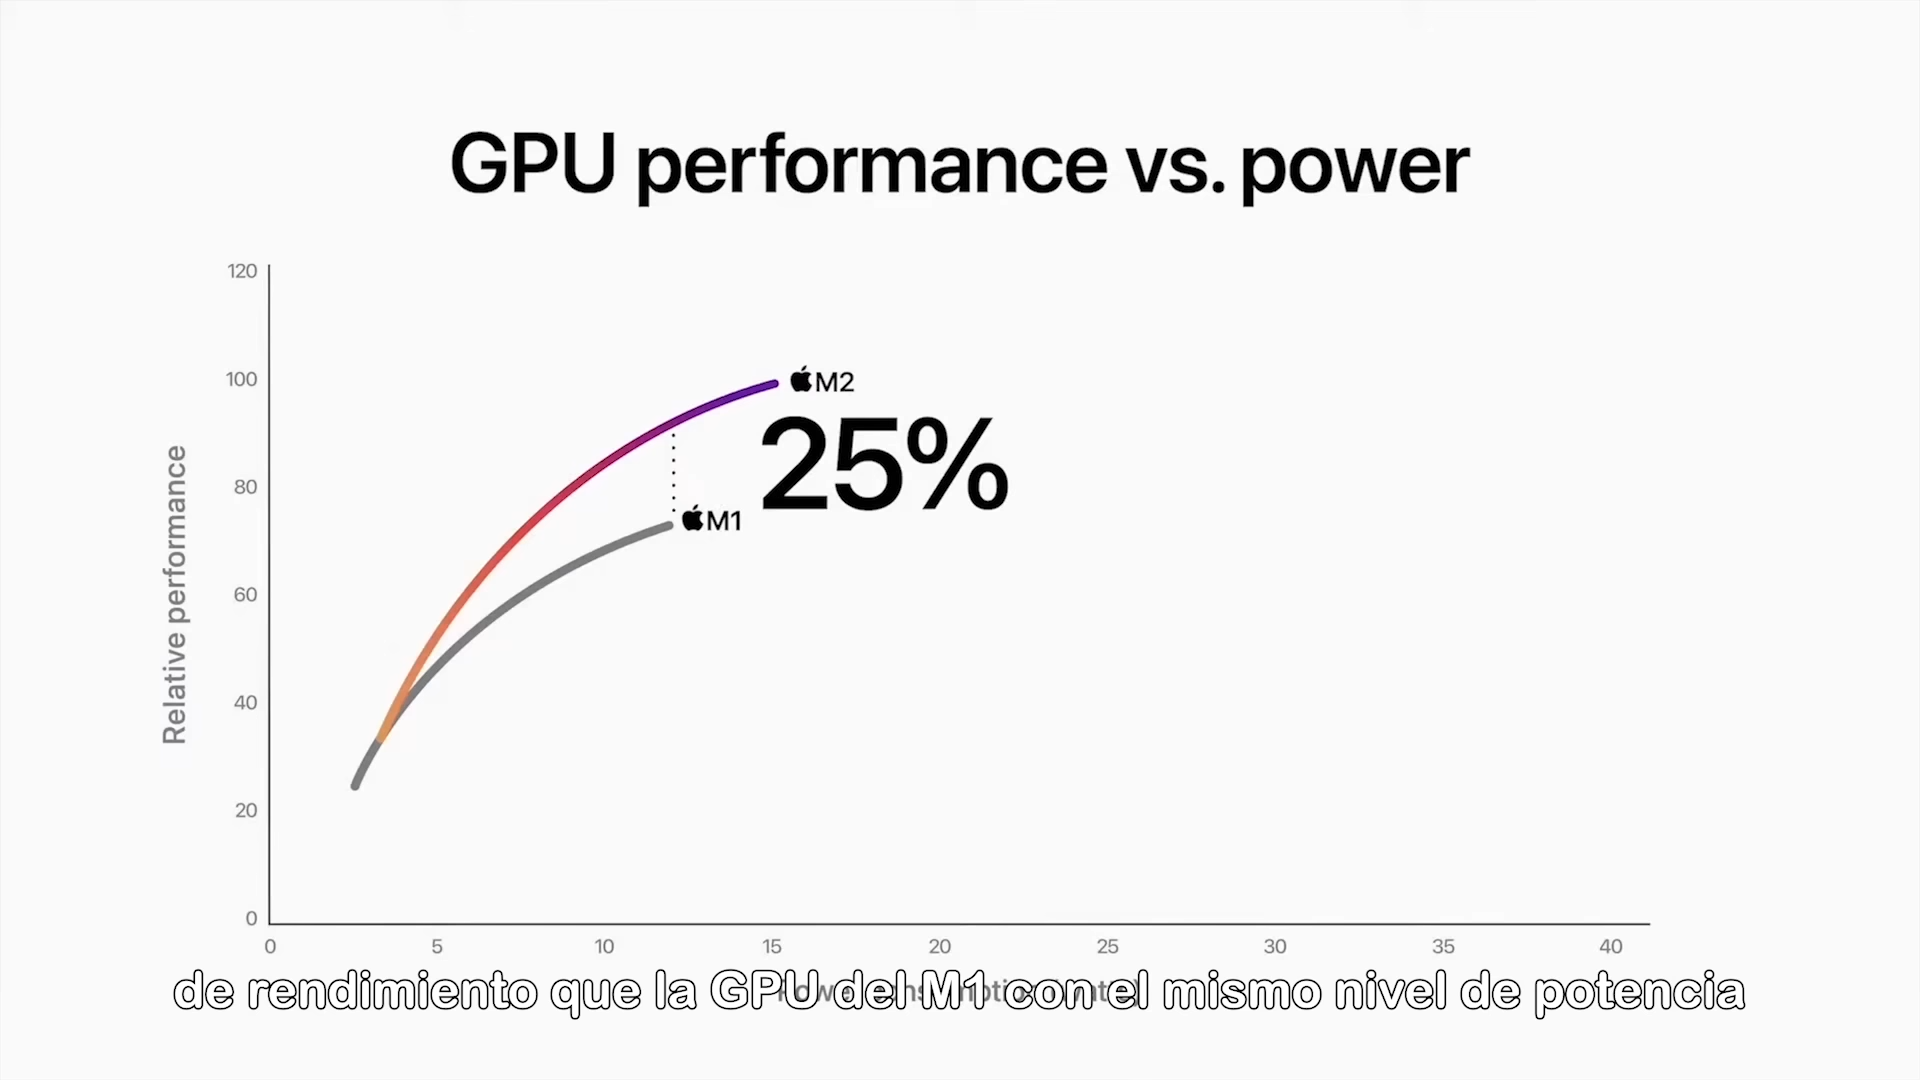 GPU performance vs. power
120
100
80
60
40
20
0
Relative performance
M2
25%
M1
0 5 10 15 20 25 30 35 40
de rendimiento que la GPU del M1 con el mismo nivel de potencia